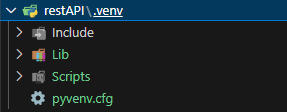 restAPI\.venv
Include
Lib
Scripts
pyvenv.cfg